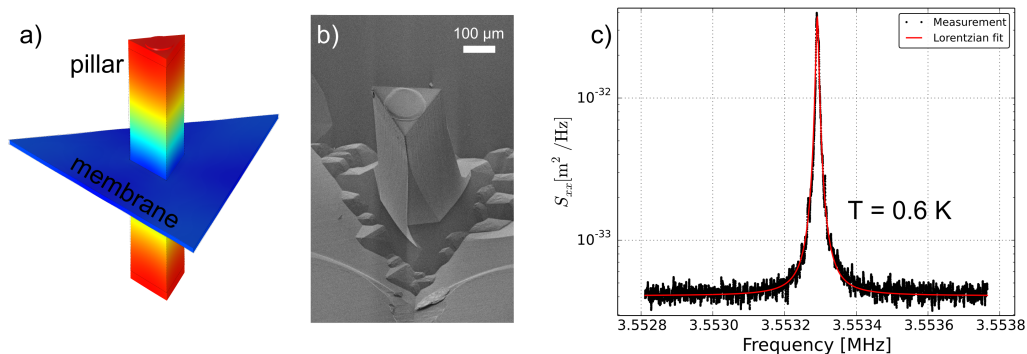 a)
pillar
membrane
b)
100 μm
c)
Measurement
Lorentzian fit
T = 0.6 K
S_xx [m² /Hz]
10⁻³²
10⁻³³
3.5528 3.5530 3.5532 3.5534 3.5536 3.5538
Frequency [MHz]